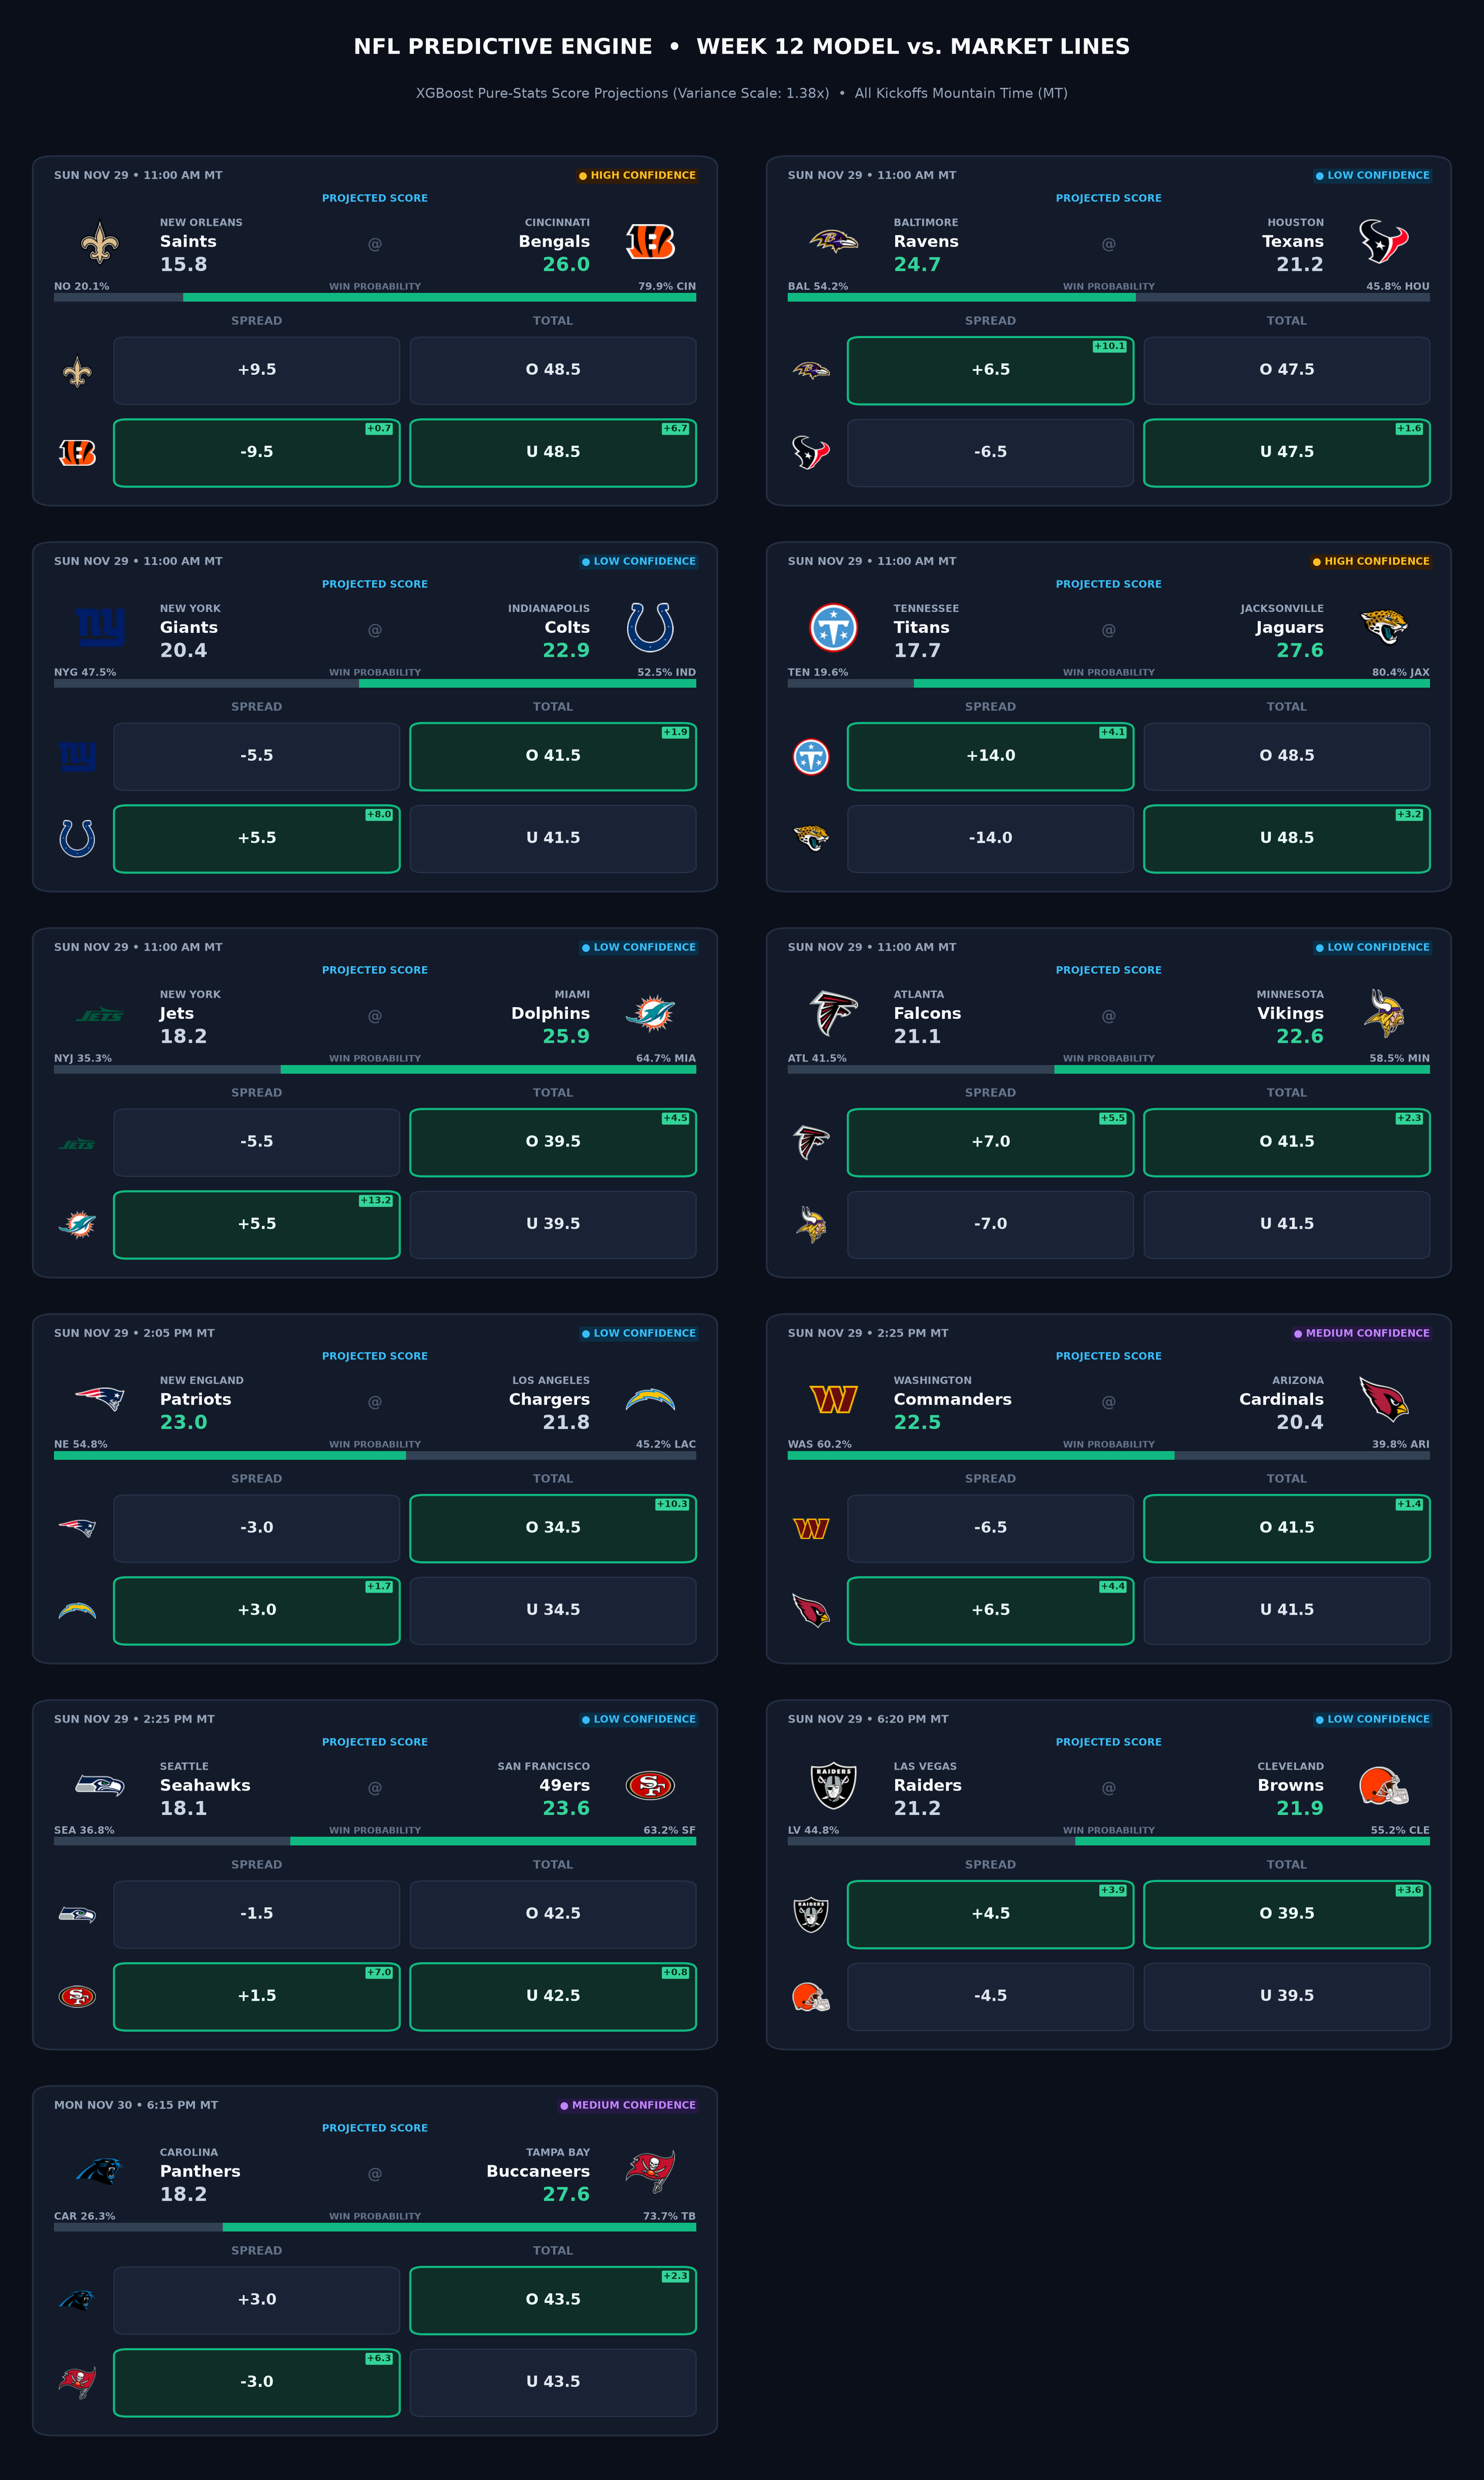 NFL PREDICTIVE ENGINE • WEEK 12 MODEL vs. MARKET LINES
XGBoost Pure-Stats Score Projections (Variance Scale: 1.38x) • All Kickoffs Mountain Time (MT)
SUN NOV 29 • 11:00 AM MT
● HIGH CONFIDENCE
PROJECTED SCORE
NEW ORLEANS
Saints
15.8
@
CINCINNATI
Bengals
26.0
NO 20.1%
WIN PROBABILITY
79.9% CIN
SPREAD
TOTAL
+9.5
O 48.5
-9.5
+0.7
U 48.5
+6.7
SUN NOV 29 • 11:00 AM MT
● LOW CONFIDENCE
PROJECTED SCORE
BALTIMORE
Ravens
24.7
@
HOUSTON
Texans
21.2
BAL 54.2%
WIN PROBABILITY
45.8% HOU
SPREAD
TOTAL
+6.5
+10.1
O 47.5
-6.5
U 47.5
+1.6
SUN NOV 29 • 11:00 AM MT
● LOW CONFIDENCE
PROJECTED SCORE
ny
NEW YORK
Giants
20.4
@
INDIANAPOLIS
Colts
22.9
NYG 47.5%
WIN PROBABILITY
52.5% IND
SPREAD
TOTAL
ny
-5.5
O 41.5
+1.9
+5.5
+8.0
U 41.5
SUN NOV 29 • 11:00 AM MT
● HIGH CONFIDENCE
PROJECTED SCORE
TENNESSEE
Titans
17.7
@
JACKSONVILLE
Jaguars
27.6
TEN 19.6%
WIN PROBABILITY
80.4% JAX
SPREAD
TOTAL
+14.0
+4.1
O 48.5
-14.0
U 48.5
+3.2
SUN NOV 29 • 11:00 AM MT
● LOW CONFIDENCE
PROJECTED SCORE
JETS
NEW YORK
Jets
18.2
@
MIAMI
Dolphins
25.9
NYJ 35.3%
WIN PROBABILITY
64.7% MIA
SPREAD
TOTAL
JETS
-5.5
O 39.5
+4.5
+5.5
+13.2
U 39.5
SUN NOV 29 • 11:00 AM MT
● LOW CONFIDENCE
PROJECTED SCORE
ATLANTA
Falcons
21.1
@
MINNESOTA
Vikings
22.6
ATL 41.5%
WIN PROBABILITY
58.5% MIN
SPREAD
TOTAL
+7.0
+5.5
O 41.5
+2.3
-7.0
U 41.5
SUN NOV 29 • 2:05 PM MT
● LOW CONFIDENCE
PROJECTED SCORE
NEW ENGLAND
Patriots
23.0
@
LOS ANGELES
Chargers
21.8
NE 54.8%
WIN PROBABILITY
45.2% LAC
SPREAD
TOTAL
-3.0
O 34.5
+10.3
+3.0
+1.7
U 34.5
SUN NOV 29 • 2:25 PM MT
● MEDIUM CONFIDENCE
PROJECTED SCORE
W
WASHINGTON
Commanders
22.5
@
ARIZONA
Cardinals
20.4
WAS 60.2%
WIN PROBABILITY
39.8% ARI
SPREAD
TOTAL
W
-6.5
O 41.5
+1.4
+6.5
+4.4
U 41.5
SUN NOV 29 • 2:25 PM MT
● LOW CONFIDENCE
PROJECTED SCORE
SEATTLE
Seahawks
18.1
@
SAN FRANCISCO
49ers
23.6
SF
SEA 36.8%
WIN PROBABILITY
63.2% SF
SPREAD
TOTAL
-1.5
O 42.5
SF
+1.5
+7.0
U 42.5
+0.8
SUN NOV 29 • 6:20 PM MT
● LOW CONFIDENCE
PROJECTED SCORE
RAIDERS
LAS VEGAS
Raiders
21.2
@
CLEVELAND
Browns
21.9
LV 44.8%
WIN PROBABILITY
55.2% CLE
SPREAD
TOTAL
RAIDERS
+4.5
+3.9
O 39.5
+3.6
-4.5
U 39.5
MON NOV 30 • 6:15 PM MT
● MEDIUM CONFIDENCE
PROJECTED SCORE
CAROLINA
Panthers
18.2
@
TAMPA BAY
Buccaneers
27.6
CAR 26.3%
WIN PROBABILITY
73.7% TB
SPREAD
TOTAL
+3.0
O 43.5
+2.3
-3.0
+6.3
U 43.5